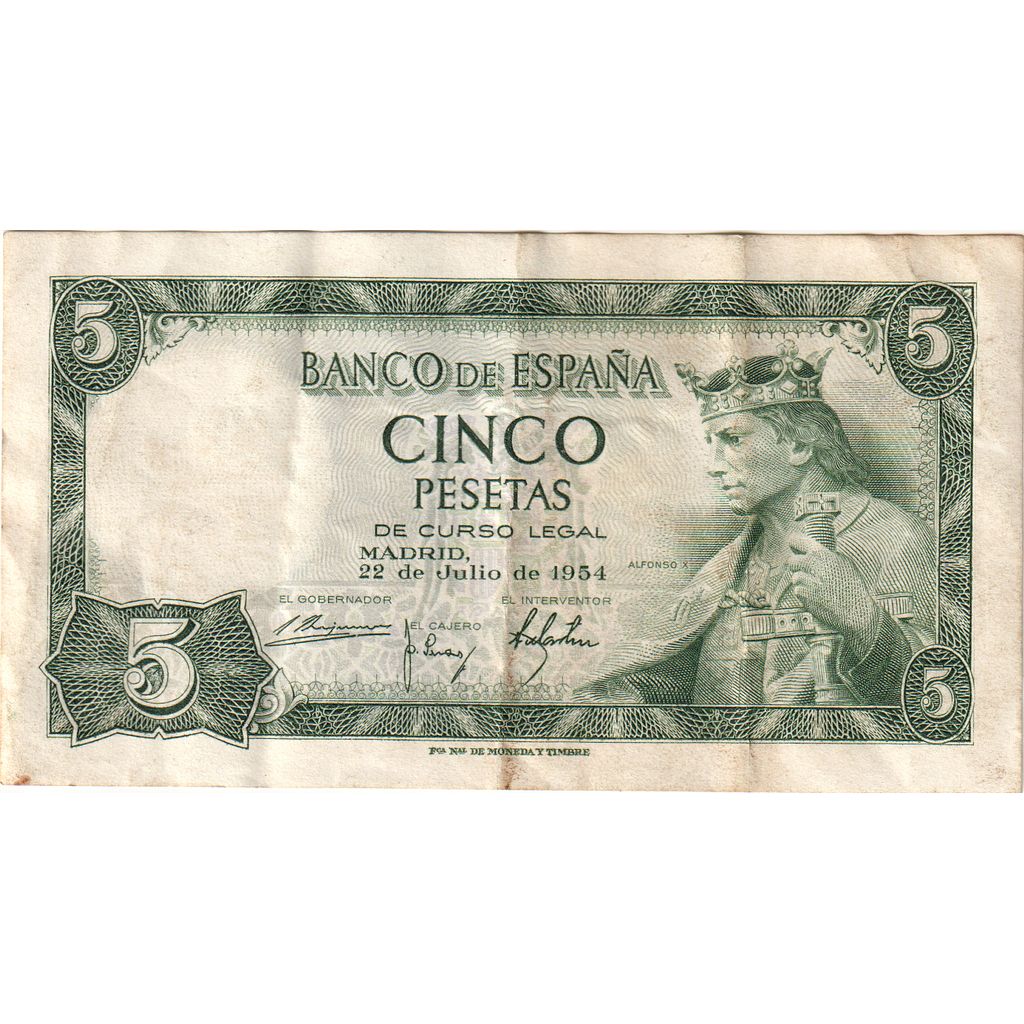 5
5
BANCO DE ESPAÑA
CINCO
PESETAS
DE CURSO LEGAL
MADRID,
22 de Julio de 1954
ALFONSO X
EL GOBERNADOR
EL INTERVENTOR
EL CAJERO
5
5
Fᶜᴬ Nᴬᴸ DE MONEDA Y TIMBRE